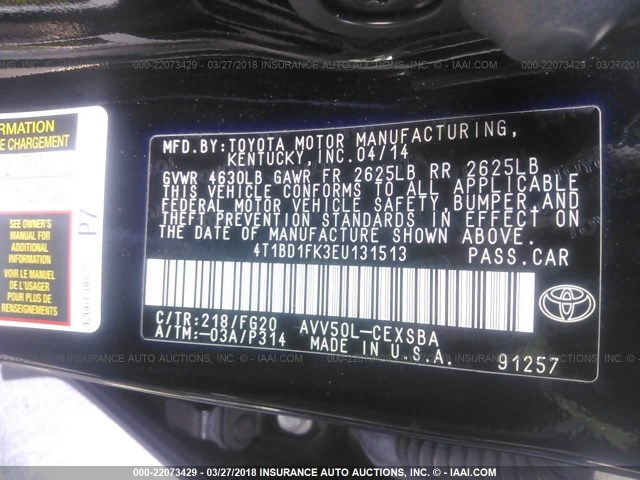 000-22073429 - 03/27/2018 INSURANCE AUTO AUCTIONS, INC. - IAAI.COM
CHARGEMENT
SEE OWNER'S
MANUAL FOR
ADDITIONAL
INFORMATION
VOIR LE MANUEL
DE L'USAGER
POUR PLUS DE
RENSEIGNEMENTS
P7
MFD.BY:TOYOTA MOTOR MANUFACTURING,
KENTUCKY,INC.04/14
GVWR 4630LB GAWR FR 2625LB RR 2625LB
THIS VEHICLE CONFORMS TO ALL APPLICABLE
FEDERAL MOTOR VEHICLE SAFETY,BUMPER,AND
THEFT PREVENTION STANDARDS IN EFFECT ON
THE DATE OF MANUFACTURE SHOWN ABOVE.
4T1BD1FK3EU131513 PASS.CAR
C/TR:218/FG20 AVV50L-CEXSBA
A/TM:-03A/P314 MADE IN U.S.A. 91257
000-22073429 - 03/27/2018 INSURANCE AUTO AUCTIONS, INC. - IAAI.COM